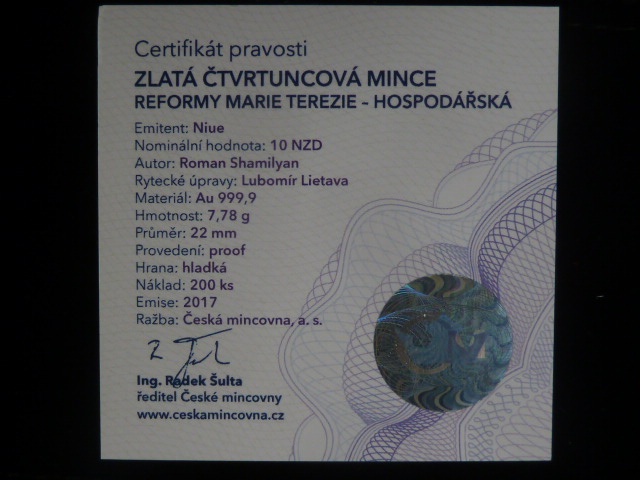 Certifikát pravosti
ZLATÁ ČTVRTUNCOVÁ MINCE
REFORMY MARIE TEREZIE – HOSPODÁŘSKÁ
Emitent: Niue
Nominální hodnota: 10 NZD
Autor: Roman Shamilyan
Rytecké úpravy: Lubomír Lietava
Materiál: Au 999,9
Hmotnost: 7,78 g
Průměr: 22 mm
Provedení: proof
Hrana: hladká
Náklad: 200 ks
Emise: 2017
Ražba: Česká mincovna, a. s.
Ing. Radek Šulta
ředitel České mincovny
www.ceskamincovna.cz